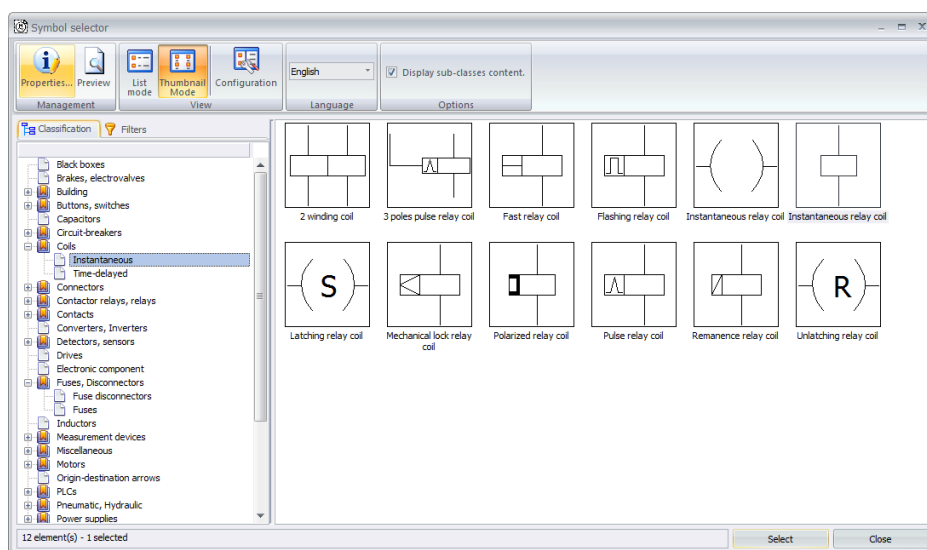 Symbol selector
Properties... Preview
List mode
Thumbnail Mode
Configuration
English
Display sub-classes content.
Management
View
Language
Options
Classification
Filters
Black boxes
Brakes, electrovalves
Building
Buttons, switches
Capacitors
Circuit-breakers
Coils
Instantaneous
Time-delayed
Connectors
Contactor relays, relays
Contacts
Converters, Inverters
Detectors, sensors
Drives
Electronic component
Fuses, Disconnectors
Fuse disconnectors
Fuses
Inductors
Measurement devices
Miscellaneous
Motors
Origin-destination arrows
PLCs
Pneumatic, Hydraulic
Power supplies
2 winding coil
3 poles pulse relay coil
Fast relay coil
Flashing relay coil
Instantaneous relay coil
Instantaneous relay coil
S
R
Latching relay coil
Mechanical lock relay
coil
Polarized relay coil
Pulse relay coil
Remanence relay coil
Unlatching relay coil
12 element(s) - 1 selected
Select
Close